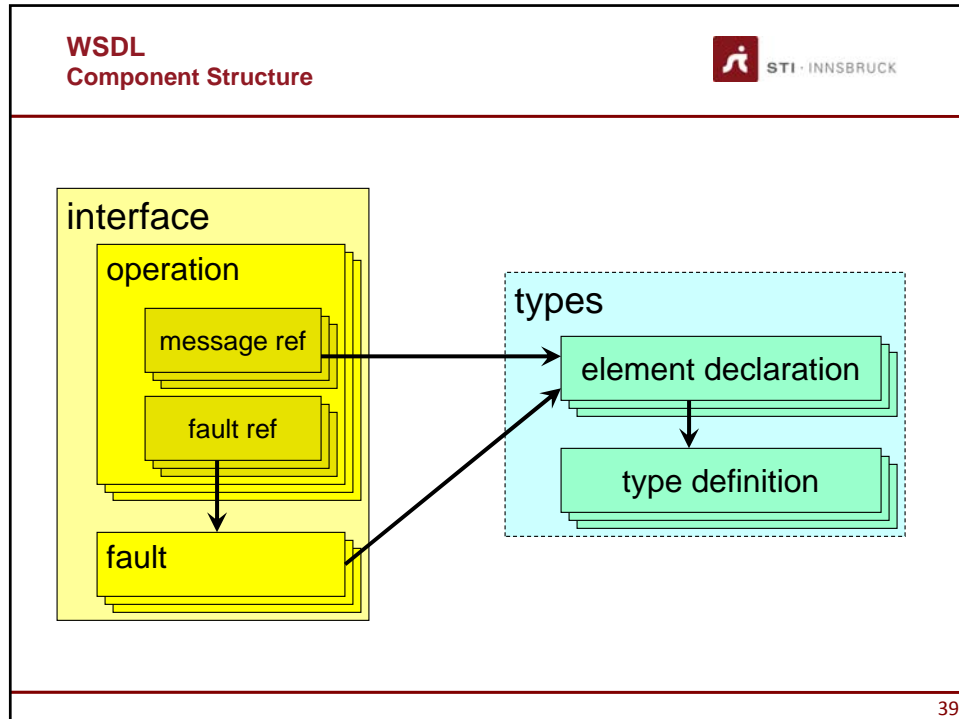 WSDL
Component Structure
STI · INNSBRUCK
interface
operation
message ref
fault ref
fault
types
element declaration
type definition
39